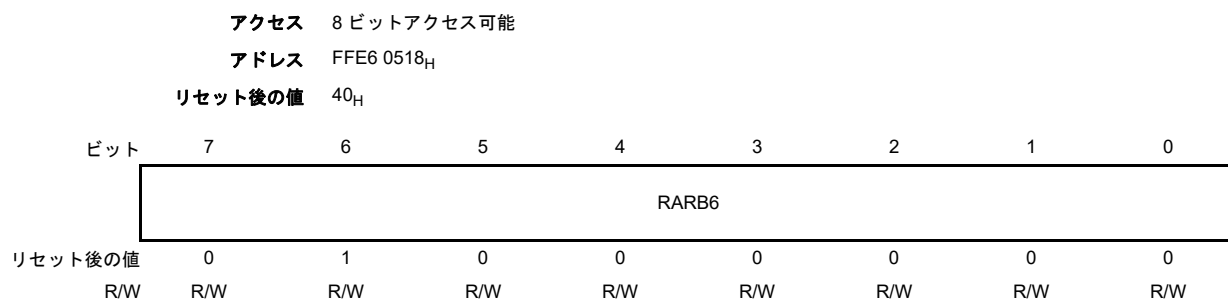 アクセス 8 ビットアクセス可能
アドレス FFE6 0518H
リセット後の値 40H
ビット 7 6 5 4 3 2 1 0
RARB6
リセット後の値 0 1 0 0 0 0 0 0
R/W R/W R/W R/W R/W R/W R/W R/W R/W